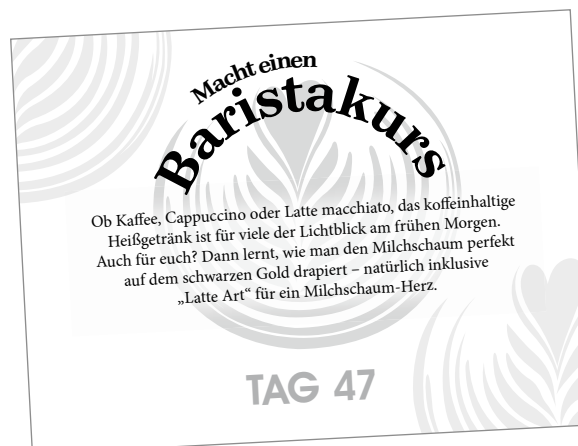 Macht einen
Baristakurs
Ob Kaffee, Cappuccino oder Latte macchiato, das koffeinhaltige
Heißgetränk ist für viele der Lichtblick am frühen Morgen.
Auch für euch? Dann lernt, wie man den Milchschaum perfekt
auf dem schwarzen Gold drapiert – natürlich inklusive
„Latte Art“ für ein Milchschaum-Herz.
TAG 47